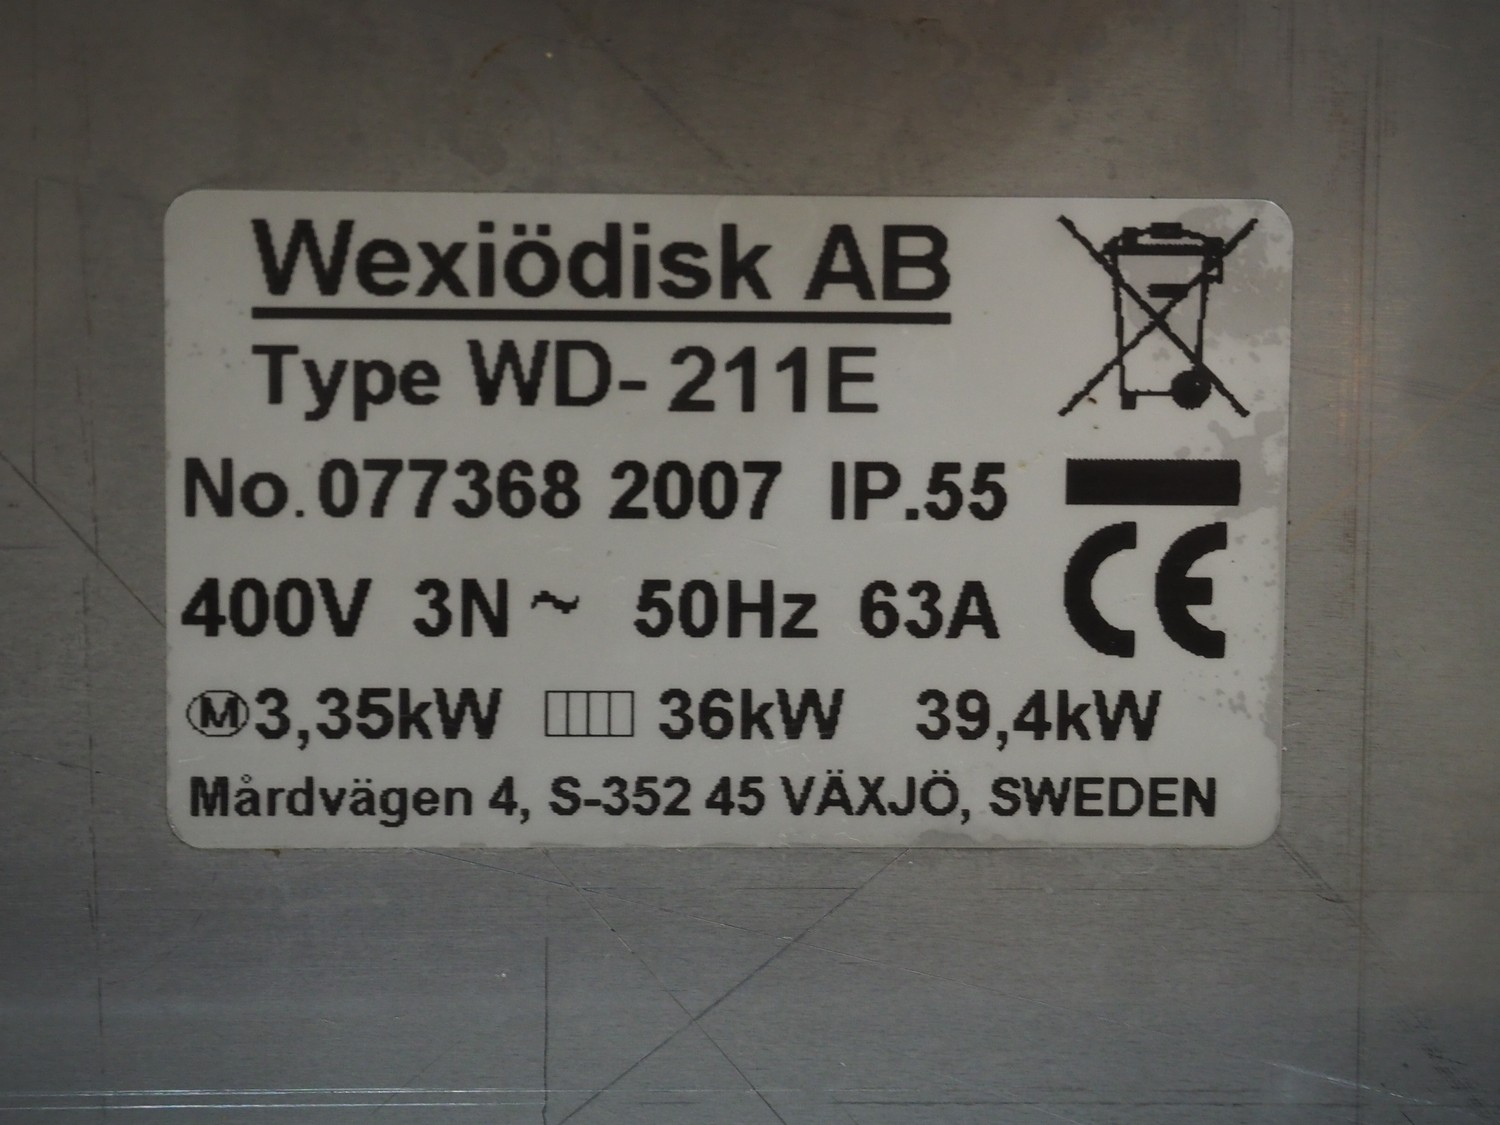 Wexiödisk AB
Type WD-211E
No.077368 2007 IP.55
400V 3N~ 50Hz 63A
CE
M 3,35kW 36kW 39,4kW
Mårdvägen 4, S-352 45 VÄXJÖ, SWEDEN